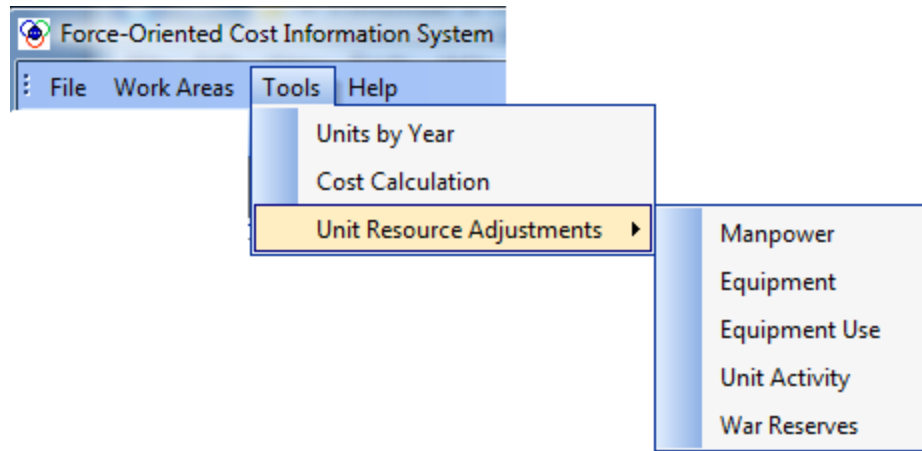 Force-Oriented Cost Information System
File Work Areas Tools Help
Units by Year
Cost Calculation
Unit Resource Adjustments
Manpower
Equipment
Equipment Use
Unit Activity
War Reserves